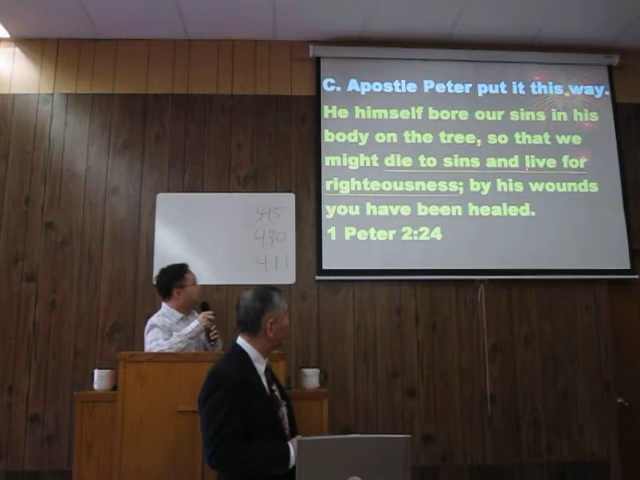 C. Apostle Peter put it this way.
He himself bore our sins in his
body on the tree, so that we
might die to sins and live for
righteousness; by his wounds
you have been healed.
1 Peter 2:24
480
411